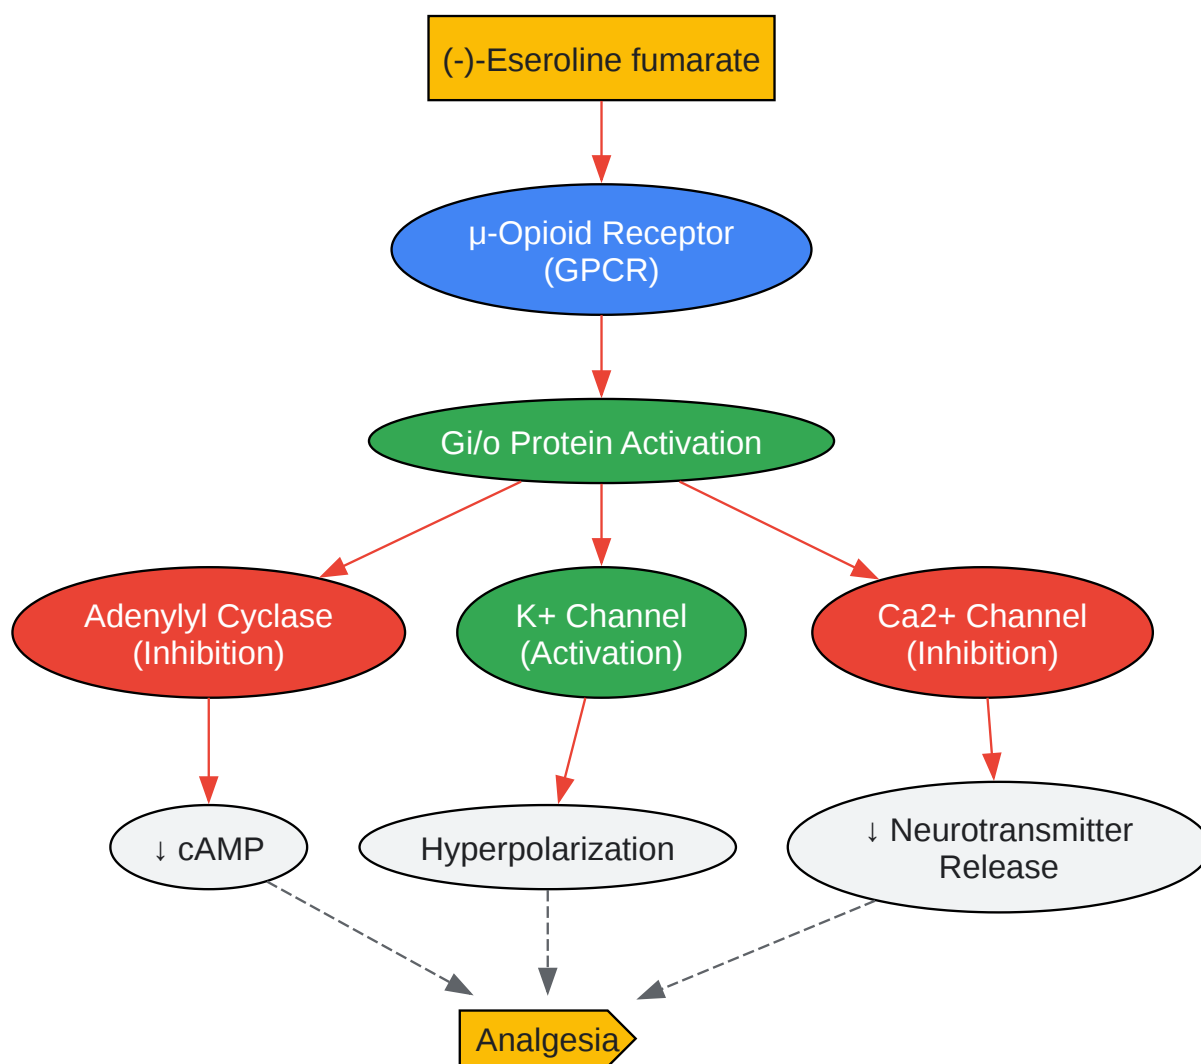 (-)-Eseroline fumarate
μ-Opioid Receptor
(GPCR)
Gi/o Protein Activation
Adenylyl Cyclase
(Inhibition)
K+ Channel
(Activation)
Ca2+ Channel
(Inhibition)
↓ cAMP
Hyperpolarization
↓ Neurotransmitter
Release
Analgesia